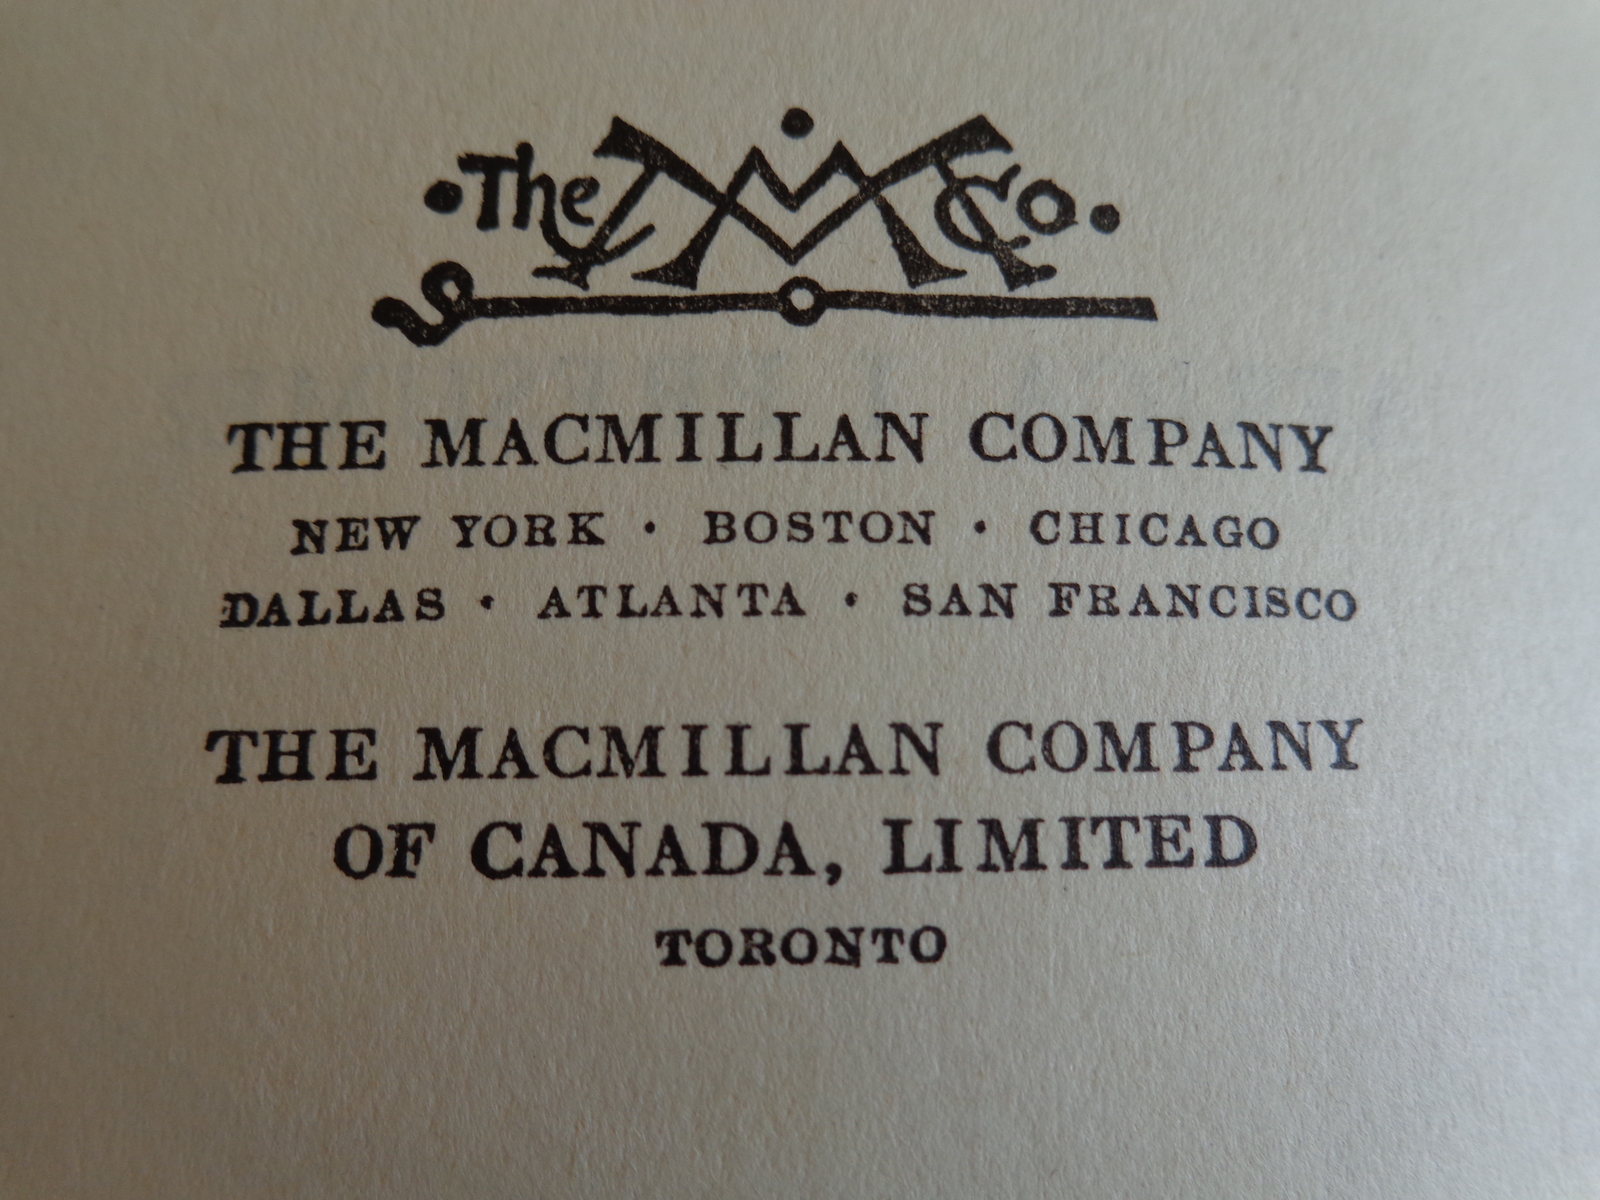 ·The MM Co.·
THE MACMILLAN COMPANY
NEW YORK · BOSTON · CHICAGO
DALLAS · ATLANTA · SAN FRANCISCO
THE MACMILLAN COMPANY
OF CANADA, LIMITED
TORONTO